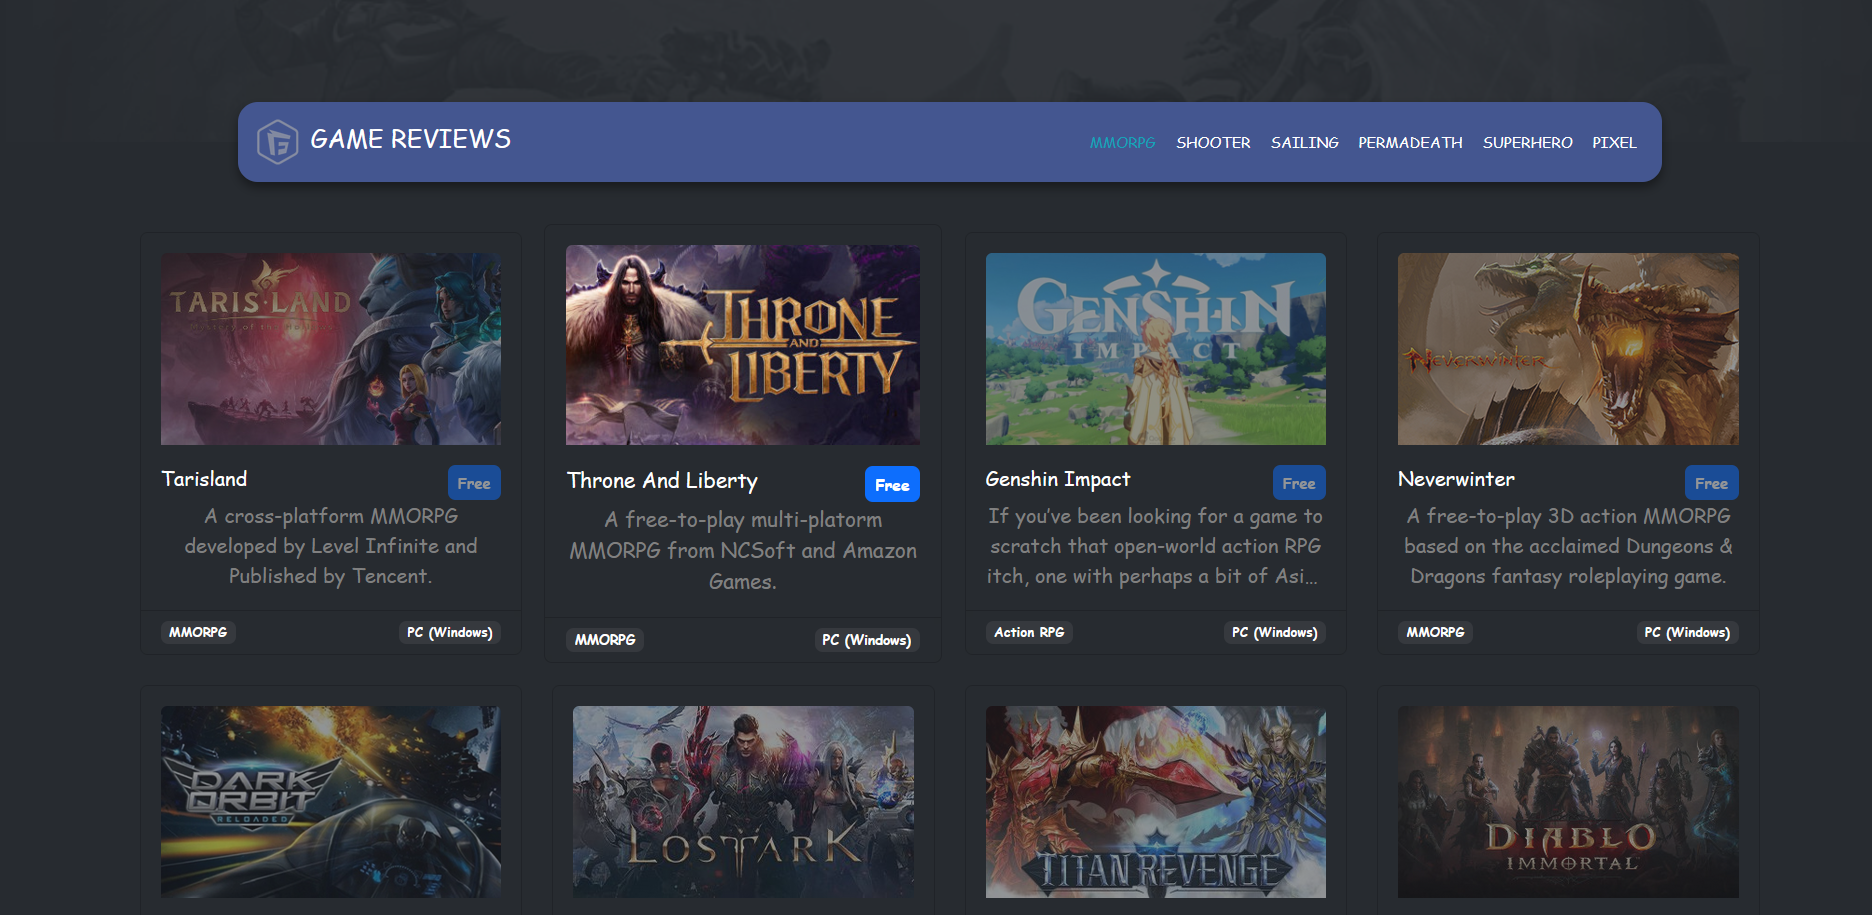 GAME REVIEWS
MMORPG SHOOTER SAILING PERMADEATH SUPERHERO PIXEL
TARISLAND
THRONE
AND
LIBERTY
GENSHIN
IMPACT
NEVERWINTER
Tarisland
Free
A cross-platform MMORPG
developed by Level Infinite and
Published by Tencent.
MMORPG
PC (Windows)
Throne And Liberty
Free
A free-to-play multi-platorm
MMORPG from NCSoft and Amazon
Games.
MMORPG
PC (Windows)
Genshin Impact
Free
If you’ve been looking for a game to
scratch that open-world action RPG
itch, one with perhaps a bit of Asi...
Action RPG
PC (Windows)
Neverwinter
Free
A free-to-play 3D action MMORPG
based on the acclaimed Dungeons &
Dragons fantasy roleplaying game.
MMORPG
PC (Windows)
DARK
ORBIT
RELOADED
LOST ARK
TITAN REVENGE
DIABLO
IMMORTAL